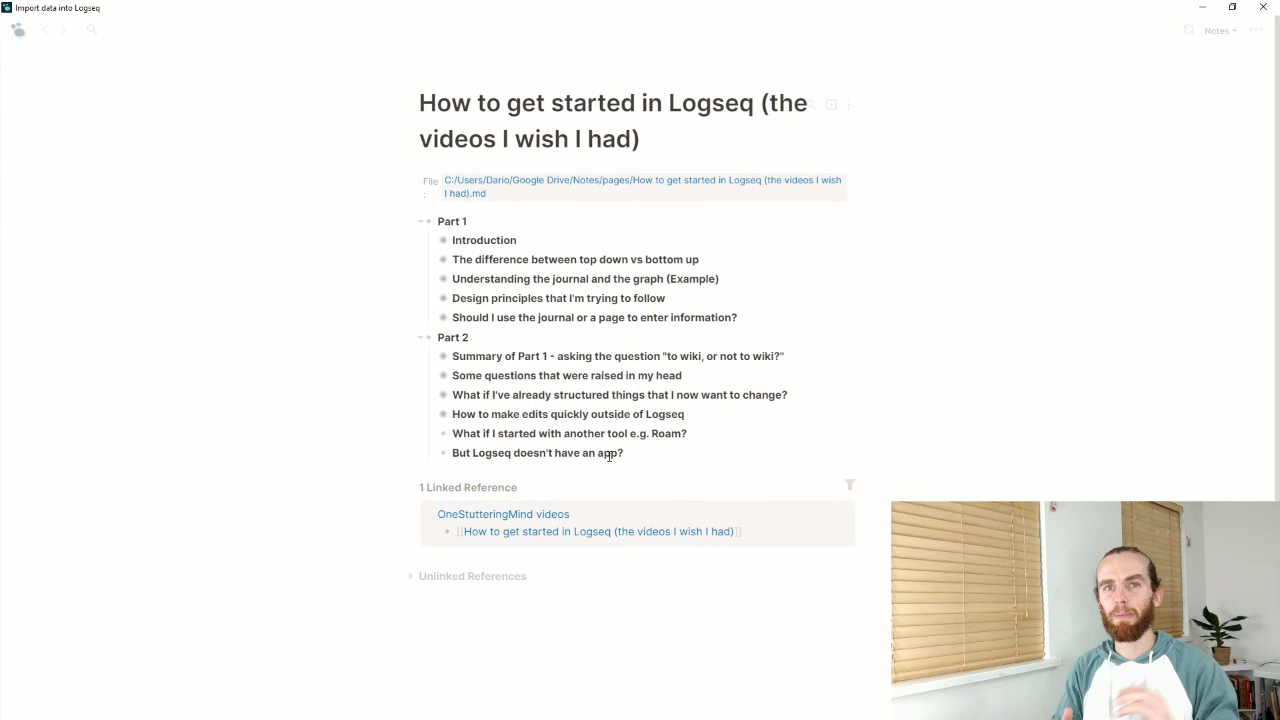 Import data into Logseq
Notes
How to get started in Logseq (the
videos I wish I had)
File
:
C:/Users/Dario/Google Drive/Notes/pages/How to get started in Logseq (the videos I wish
I had).md
Part 1
Introduction
The difference between top down vs bottom up
Understanding the journal and the graph (Example)
Design principles that I'm trying to follow
Should I use the journal or a page to enter information?
Part 2
Summary of Part 1 - asking the question "to wiki, or not to wiki?"
Some questions that were raised in my head
What if I've already structured things that I now want to change?
How to make edits quickly outside of Logseq
What if I started with another tool e.g. Roam?
But Logseq doesn't have an app?
1 Linked Reference
OneStutteringMind videos
[[How to get started in Logseq (the videos I wish I had)]]
Unlinked References